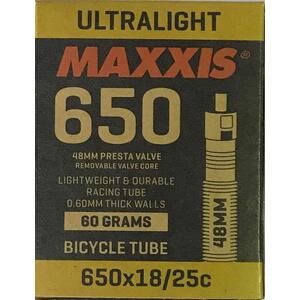 ULTRALIGHT
MAXXIS®
650
48MM PRESTA VALVE
REMOVABLE VALVE CORE
LIGHTWEIGHT & DURABLE
RACING TUBE
0.60MM THICK WALLS
60 GRAMS
BICYCLE TUBE
48MM
650x18/25c